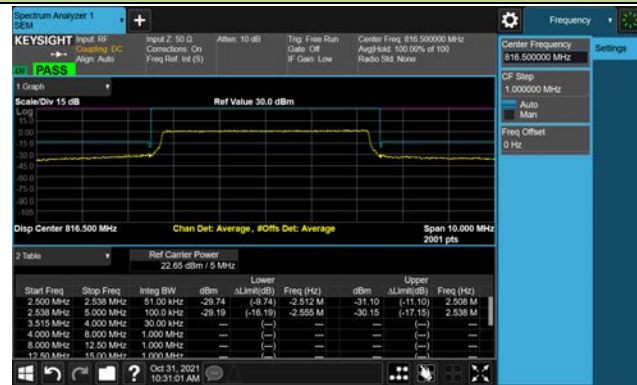 Spectrum Analyzer 1
SEM
Frequency
KEYSIGHT
Input: RF
Coupling: DC
Align: Auto
Input Z: 50 Ω
Corrections: On
Freq Ref: Int (S)
Atten: 10 dB
Trig: Free Run
Gate: Off
IF Gain: Low
Center Freq: 816.500000 MHz
Avg|Hold: 100.00% of 100
Radio Std: None
PASS
Center Frequency
816.500000 MHz
Settings
CF Step
1.000000 MHz
Auto
Man
Freq Offset
0 Hz
1 Graph
Scale/Div 15 dB
Ref Value 30.0 dBm
Log
15.0
0.00
-15.0
-30.0
-45.0
-60.0
-75.0
-90.0
-105
Disp Center 816.500 MHz
Chan Det: Average , #Offs Det: Average
Span 10.000 MHz
2001 pts
2 Table
Ref Carrier Power
22.65 dBm / 5 MHz
Lower Upper
Start Freq Stop Freq Integ BW dBm ΔLimit(dB) Freq (Hz) dBm ΔLimit(dB) Freq (Hz)
2.500 MHz 2.538 MHz 51.00 kHz -29.74 (-9.74) -2.512 M -31.10 (-11.10) 2.508 M
2.538 MHz 5.000 MHz 100.0 kHz -29.19 (-16.19) -2.555 M -30.15 (-17.15) 2.538 M
3.515 MHz 4.000 MHz 30.00 kHz --- (---) --- --- (---) ---
4.000 MHz 8.000 MHz 1.000 MHz --- (---) --- --- (---) ---
8.000 MHz 12.50 MHz 1.000 MHz --- (---) --- --- (---) ---
12.50 MHz 15.00 MHz 1.000 MHz --- (---) --- --- (---) ---
?
Oct 31, 2021
10:31:01 AM